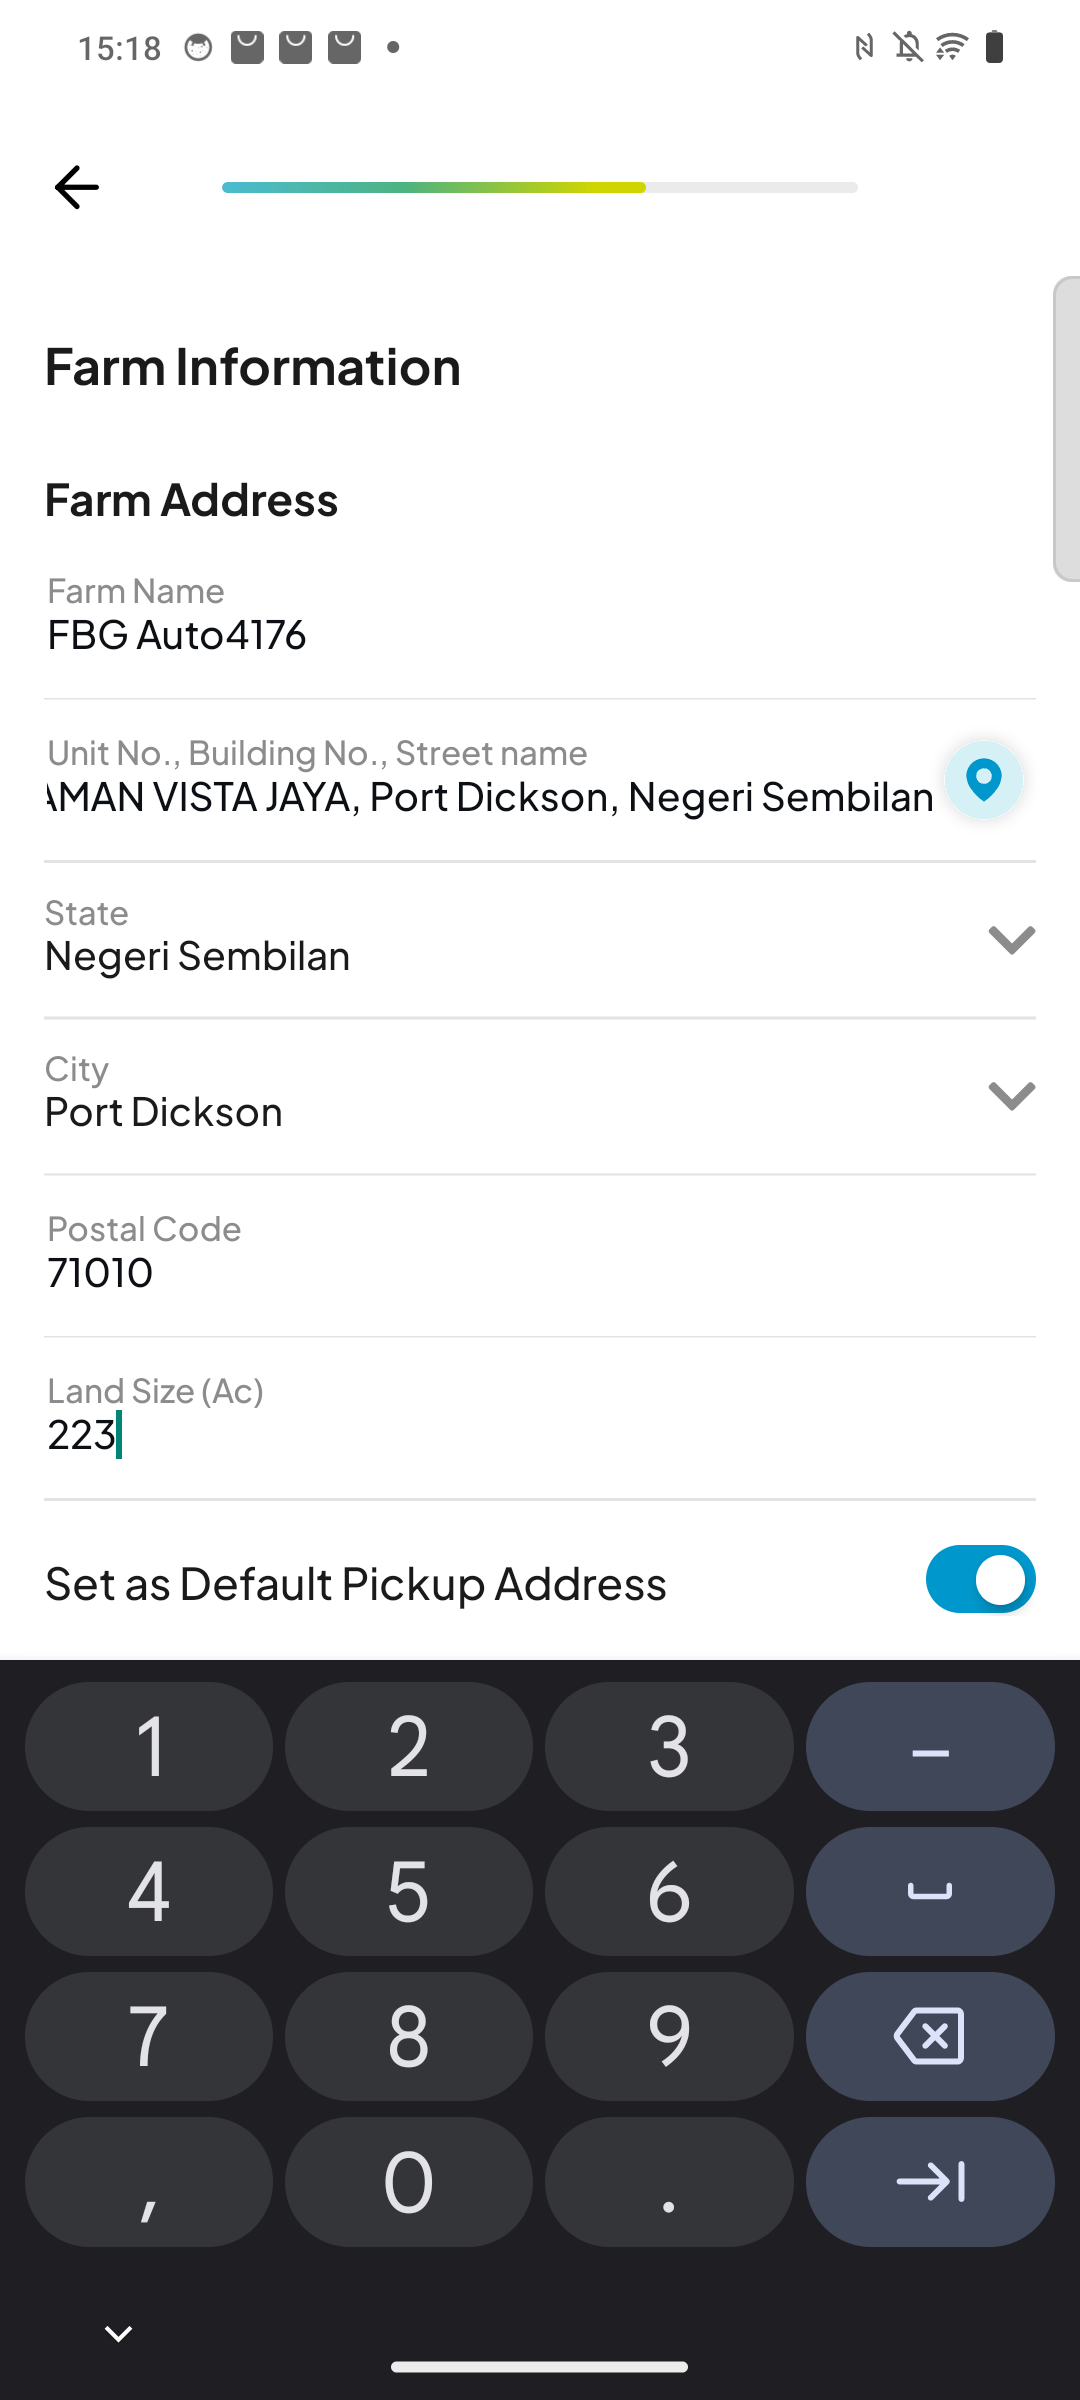 15:18
Farm Information
Farm Address
Farm Name
FBG Auto4176
Unit No., Building No., Street name
AMAN VISTA JAYA, Port Dickson, Negeri Sembilan
State
Negeri Sembilan
City
Port Dickson
Postal Code
71010
Land Size (Ac)
223
Set as Default Pickup Address
1 2 3 –
4 5 6
7 8 9
, 0 .